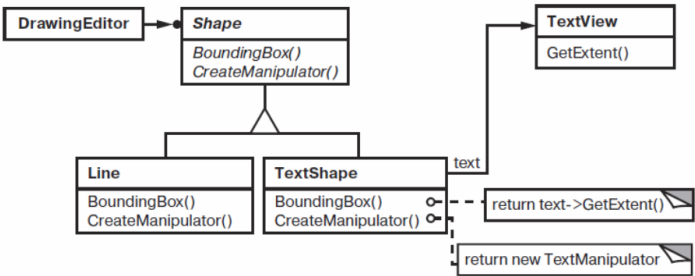 DrawingEditor
Shape
BoundingBox()
CreateManipulator()
TextView
GetExtent()
Line
BoundingBox()
CreateManipulator()
TextShape
BoundingBox()
CreateManipulator()
text
return text->GetExtent()
return new TextManipulator